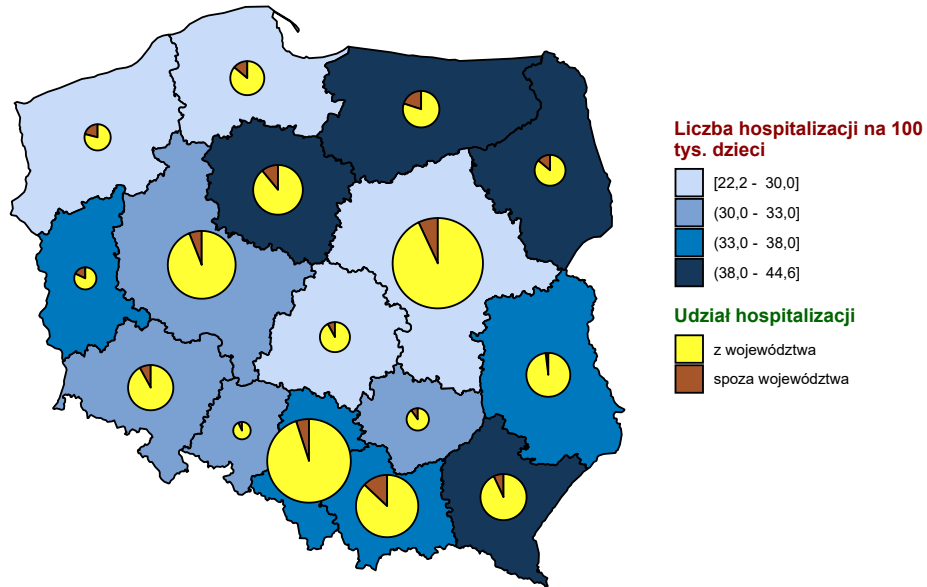 Liczba hospitalizacji na 100
tys. dzieci
[22,2 - 30,0]
(30,0 - 33,0]
(33,0 - 38,0]
(38,0 - 44,6]
Udział hospitalizacji
z województwa
spoza województwa